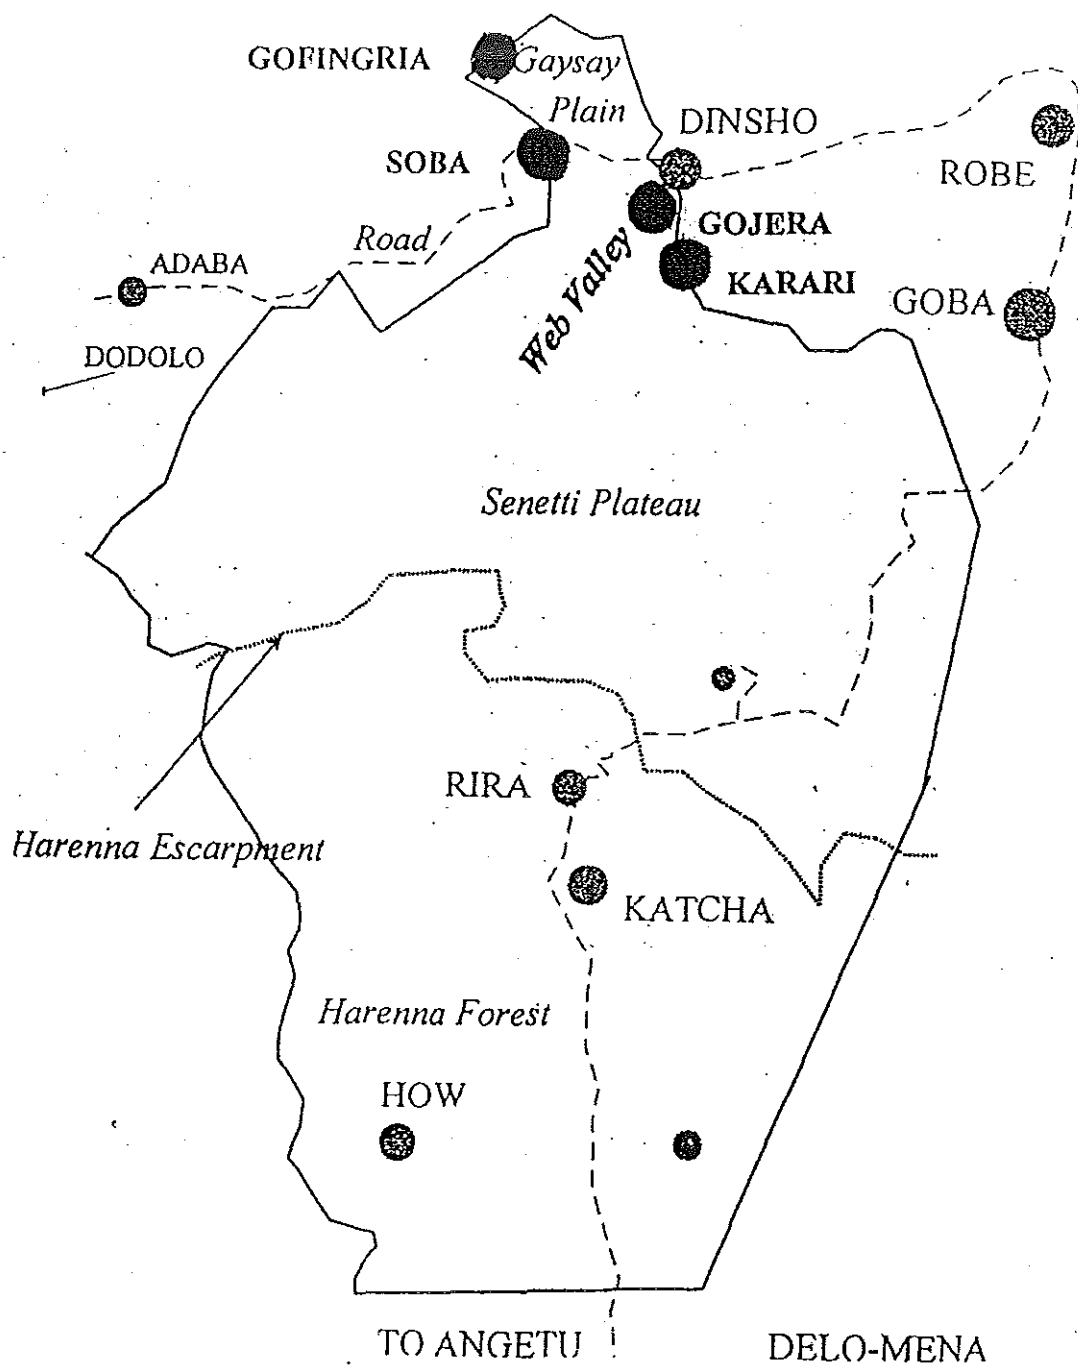 GOFINGRIA
Gaysay
Plain
DINSHO
SOBA
ROBE
Road
GOJERA
ADABA
KARARI
Web Valley
GOBA
DODOLO
Senetti Plateau
RIRA
Harenna Escarpment
KATCHA
Harenna Forest
HOW
TO ANGETU
DELO-MENA